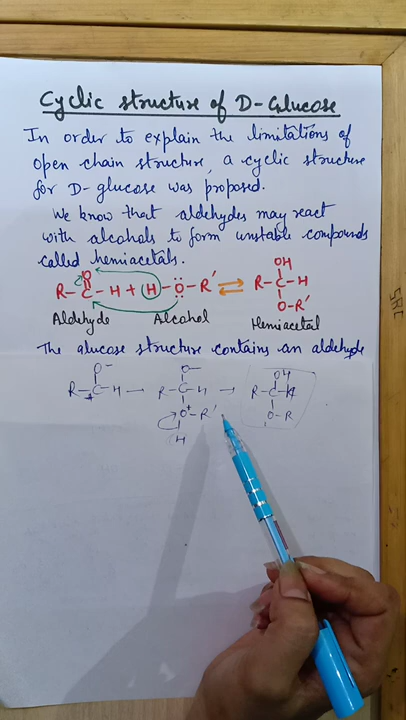 Cyclic structure of D-Glucose
In order to explain the limitations of
open chain structure, a cyclic structure
for D-glucose was proposed.
We know that aldehydes may react
with alcohols to form unstable compounds
called hemiacetals.
O OH
R-C-H + H-O-R' ⇌ R-C-H
O-R'
Aldehyde Alcohol Hemiacetal
The glucose structure contains an aldehyde
O⁻ O⁻ OH
R-C-H → R-C-H → R-C-H
+ O⁺-R' O-R
H
SRC